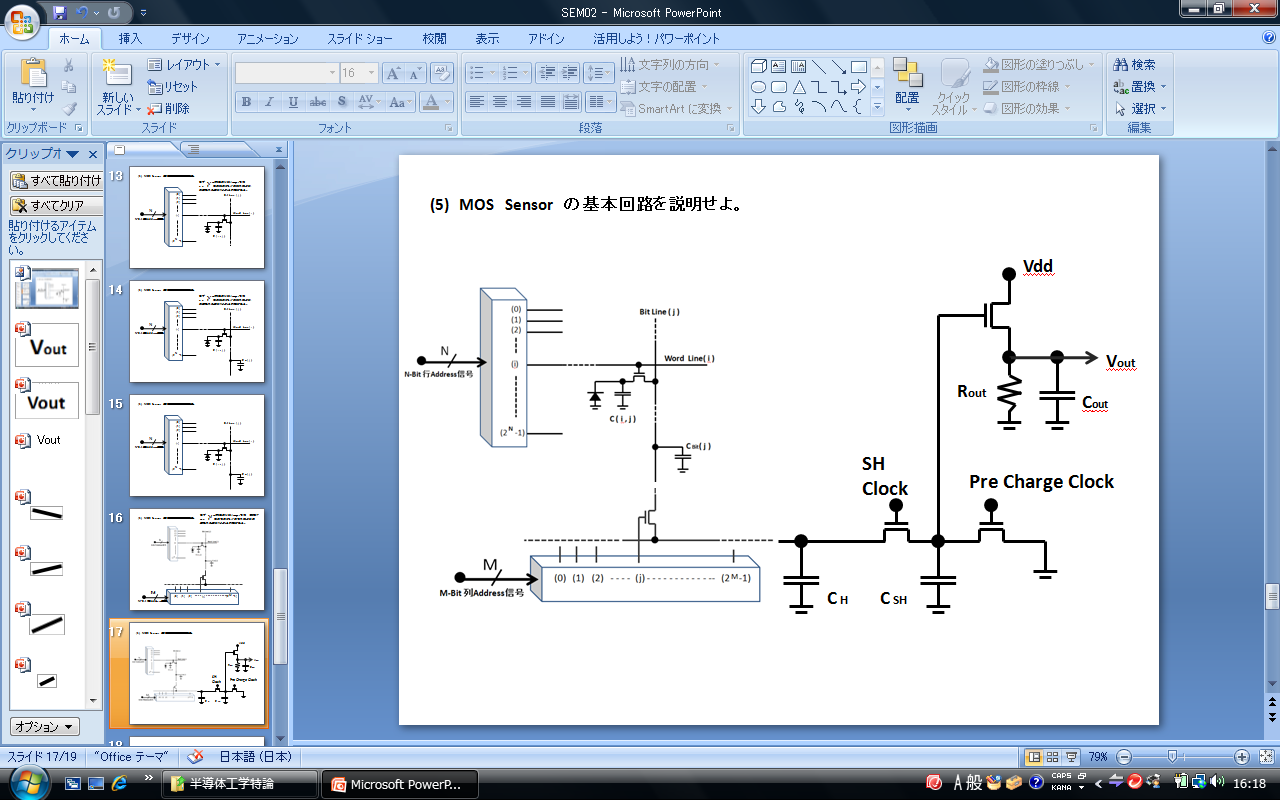 SEM02 - Microsoft PowerPoint
ホーム 挿入 デザイン アニメーション スライド ショー 校閲 表示 アドイン 活用しよう！パワーポイント
貼り付け
新しい
スライド
レイアウト
リセット
削除
16
B I U abc S AV Aa A
文字列の方向
文字の配置
SmartArt に変換
配置
クイック
スタイル
図形の塗りつぶし
図形の枠線
図形の効果
検索
置換
選択
クリップボード スライド フォント 段落 図形描画 編集
クリップオ
すべて貼り付け
すべてクリア
貼り付けるアイテム
をクリックしてくださ
い。
Vout
Vout
Vout
オプション
13
14
15
16
17
18
(5) MOS Sensor の基本回路を説明せよ。
Vdd
Vout
Rout
Cout
(0)
(1)
(2)
(i)
(2N-1)
N
N-Bit 行Address信号
Bit Line ( j )
Word Line( i )
C( i , j )
CBit( j )
SH
Clock
Pre Charge Clock
M
M-Bit 列Address信号
(0) (1) (2) ---- (j) ------------- (2M-1)
C H
C SH
スライド 17/19 "Office テーマ" 日本語 (日本) 79%
半導体工学特論
Microsoft PowerP...
A 般
CAPS
KANA
16:18